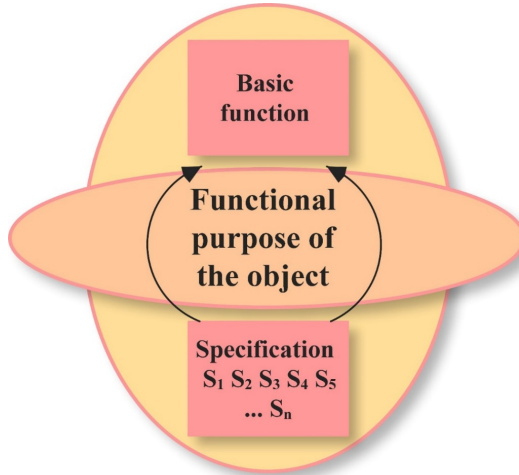 Basic
function
Functional
purpose of
the object
Specification
S₁ S₂ S₃ S₄ S₅
... Sₙ